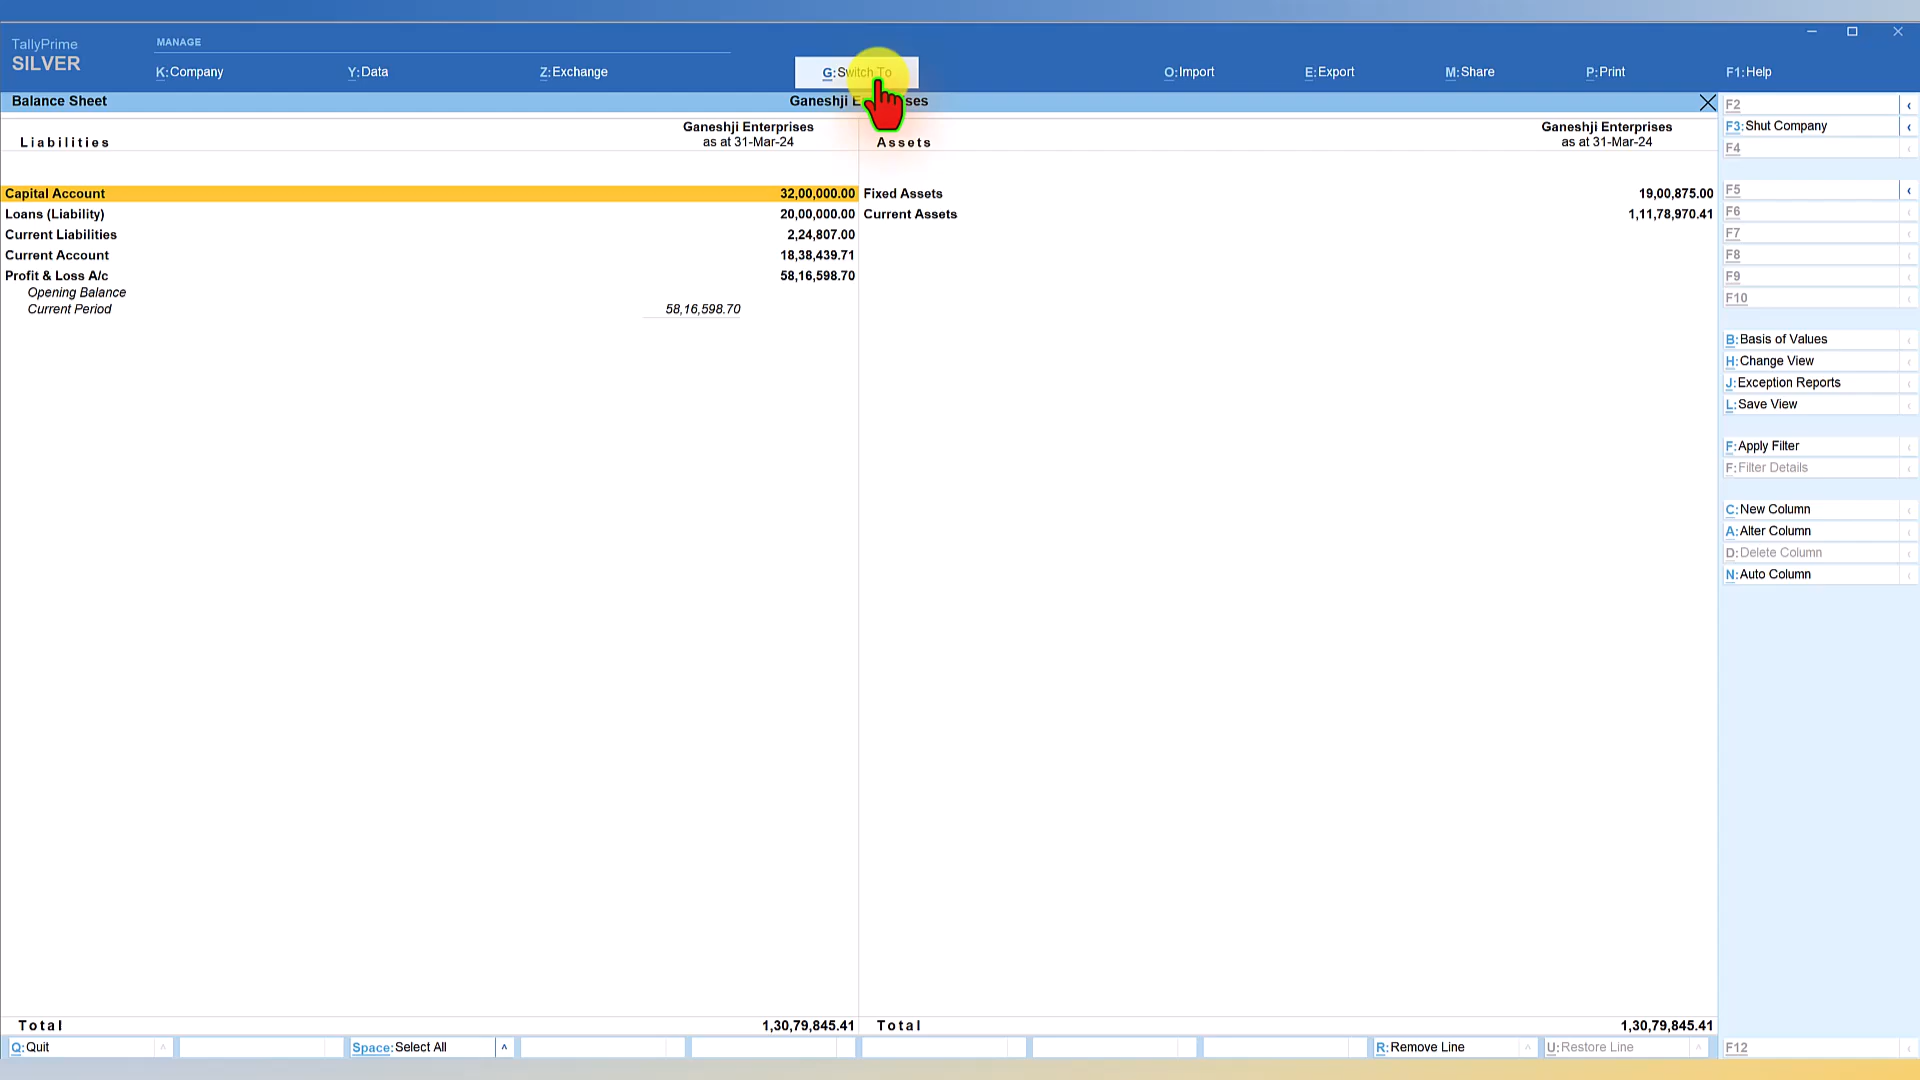 TallyPrime
SILVER
MANAGE
K:Company
Y:Data
Z:Exchange
G:Switch To
O:Import
E:Export
M:Share
P:Print
F1:Help
Balance Sheet
Liabilities
Ganeshji Enterprises
as at 31-Mar-24
Assets
Ganeshji Enterprises
as at 31-Mar-24
Capital Account 32,00,000.00
Loans (Liability) 20,00,000.00
Current Liabilities 2,24,807.00
Current Account 18,38,439.71
Profit & Loss A/c 58,16,598.70
Opening Balance
Current Period 58,16,598.70
Fixed Assets 19,00,875.00
Current Assets 1,11,78,970.41
Total 1,30,79,845.41
Total 1,30,79,845.41
F2
F3:Shut Company
F4
F5
F6
F7
F8
F9
F10
B:Basis of Values
H:Change View
J:Exception Reports
L:Save View
F:Apply Filter
F:Filter Details
C:New Column
A:Alter Column
D:Delete Column
N:Auto Column
Q:Quit
Space:Select All
R:Remove Line
U:Restore Line
F12